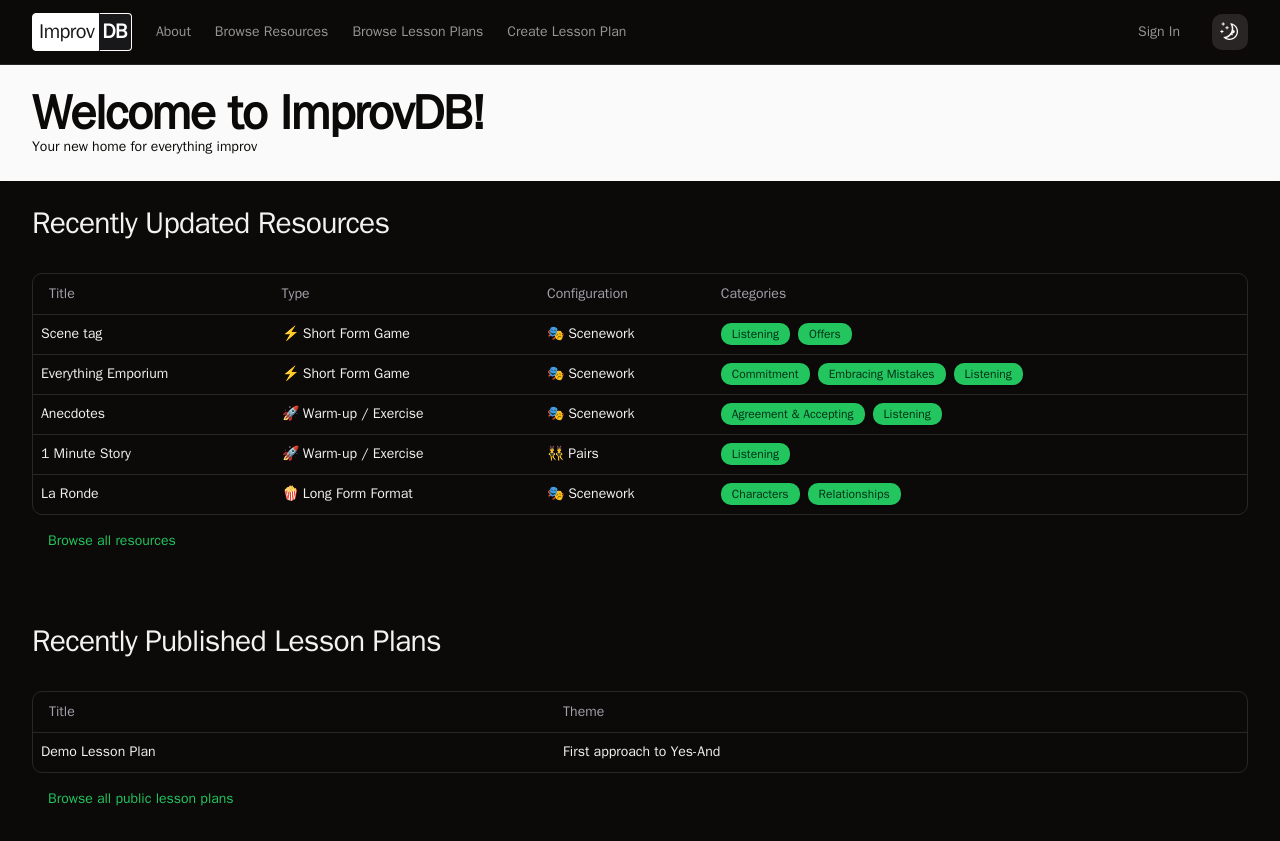 Improv DB About Browse Resources Browse Lesson Plans Create Lesson Plan Sign In
Welcome to ImprovDB!
Your new home for everything improv
Recently Updated Resources
Title Type Configuration Categories
Scene tag ⚡ Short Form Game 🎭 Scenework Listening Offers
Everything Emporium ⚡ Short Form Game 🎭 Scenework Commitment Embracing Mistakes Listening
Anecdotes 🚀 Warm-up / Exercise 🎭 Scenework Agreement & Accepting Listening
1 Minute Story 🚀 Warm-up / Exercise 👯 Pairs Listening
La Ronde 🍿 Long Form Format 🎭 Scenework Characters Relationships
Browse all resources
Recently Published Lesson Plans
Title Theme
Demo Lesson Plan First approach to Yes-And
Browse all public lesson plans